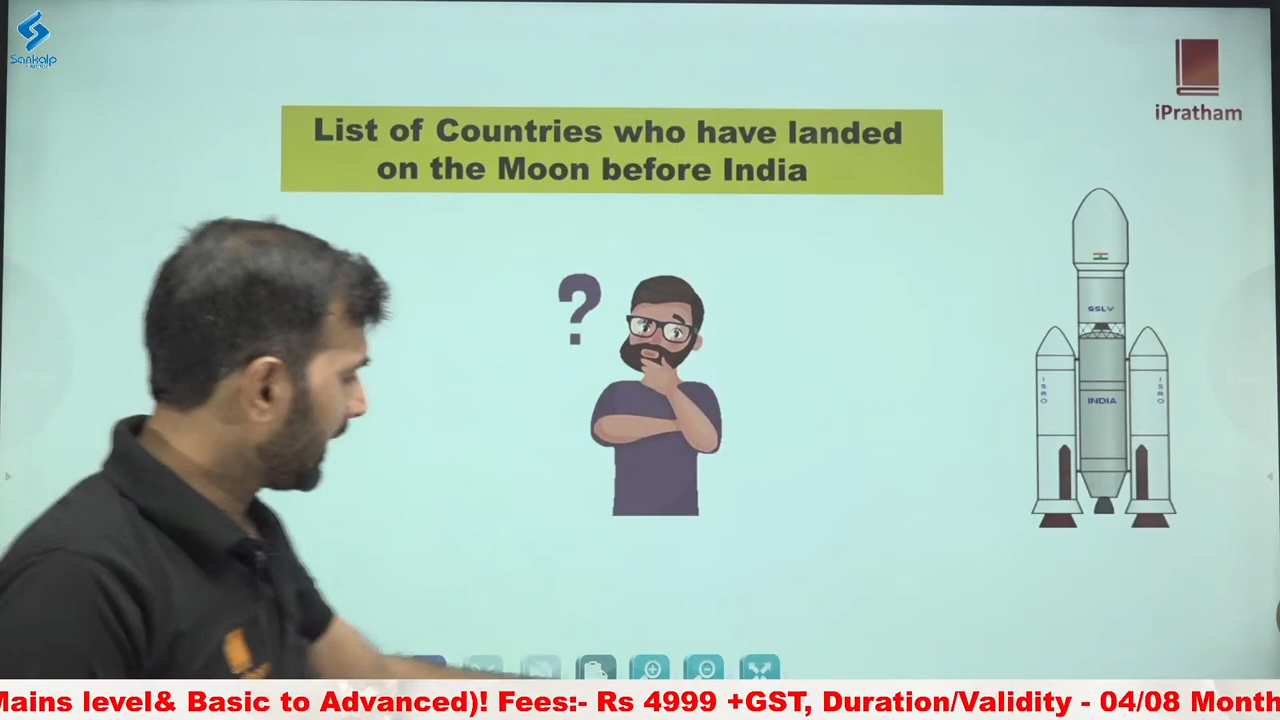 Sankalp
iPratham
List of Countries who have landed
on the Moon before India
?
GSLV
ISRO
INDIA
ISRO
Mains level& Basic to Advanced)! Fees:- Rs 4999 +GST, Duration/Validity - 04/08 Month